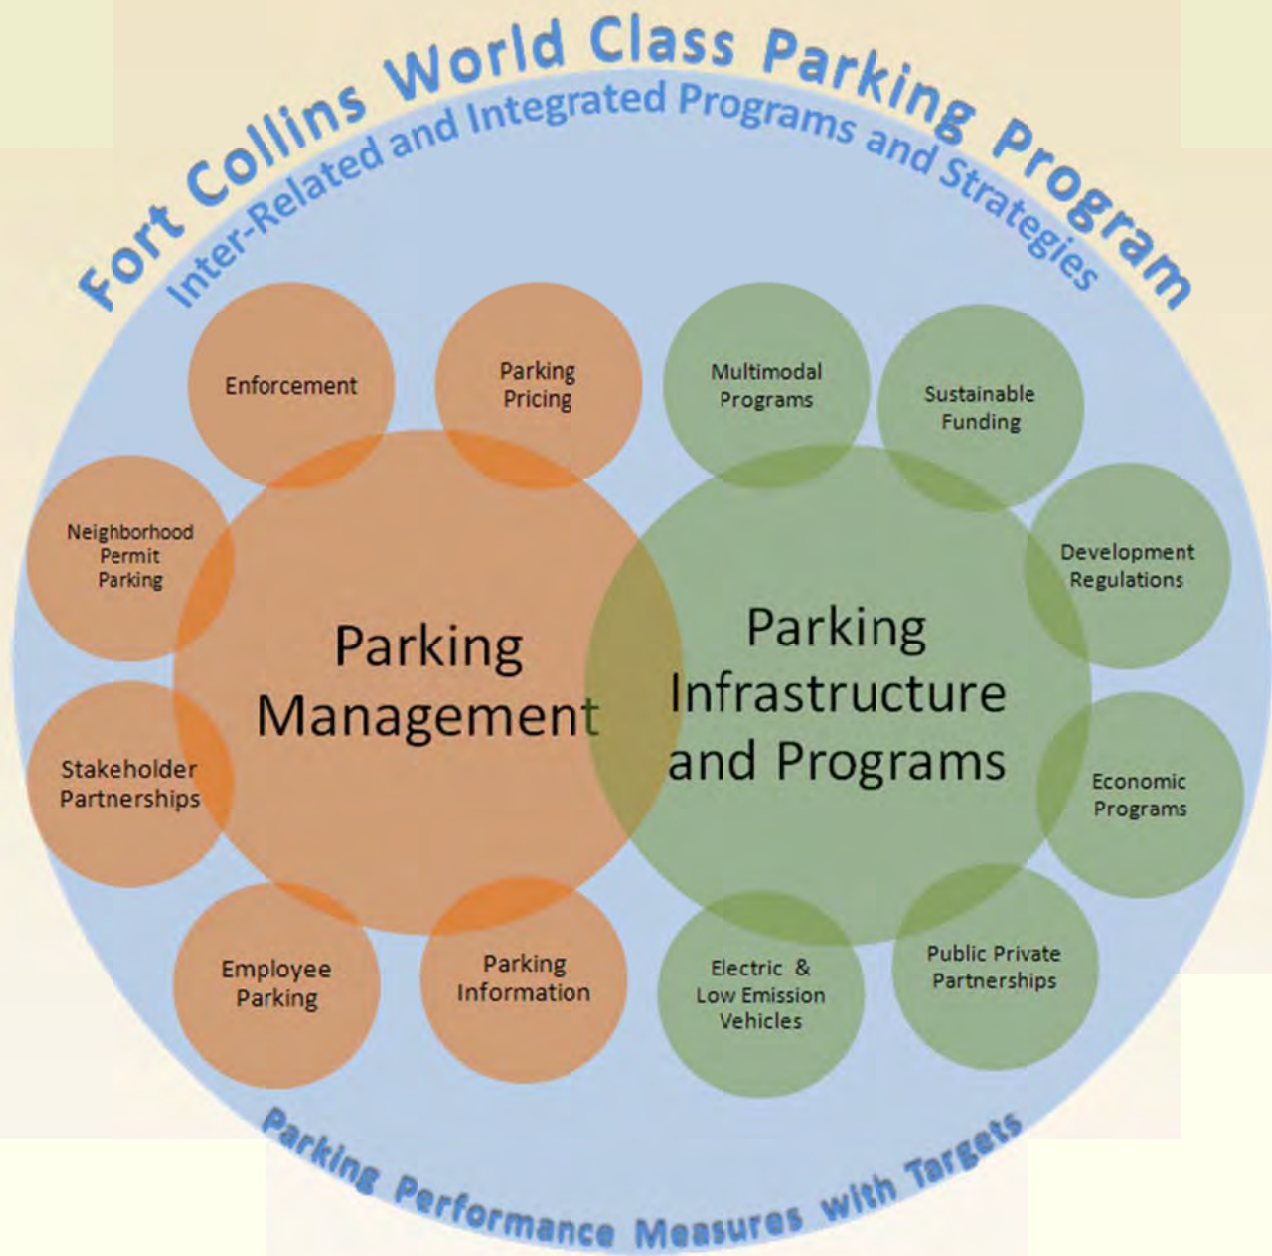 Fort Collins World Class Parking Program
Inter-Related and Integrated Programs and Strategies
Enforcement
Parking
Pricing
Multimodal
Programs
Sustainable
Funding
Neighborhood
Permit
Parking
Development
Regulations
Parking
Management
Parking
Infrastructure
and Programs
Stakeholder
Partnerships
Economic
Programs
Employee
Parking
Parking
Information
Electric &
Low Emission
Vehicles
Public Private
Partnerships
Parking Performance Measures with Targets